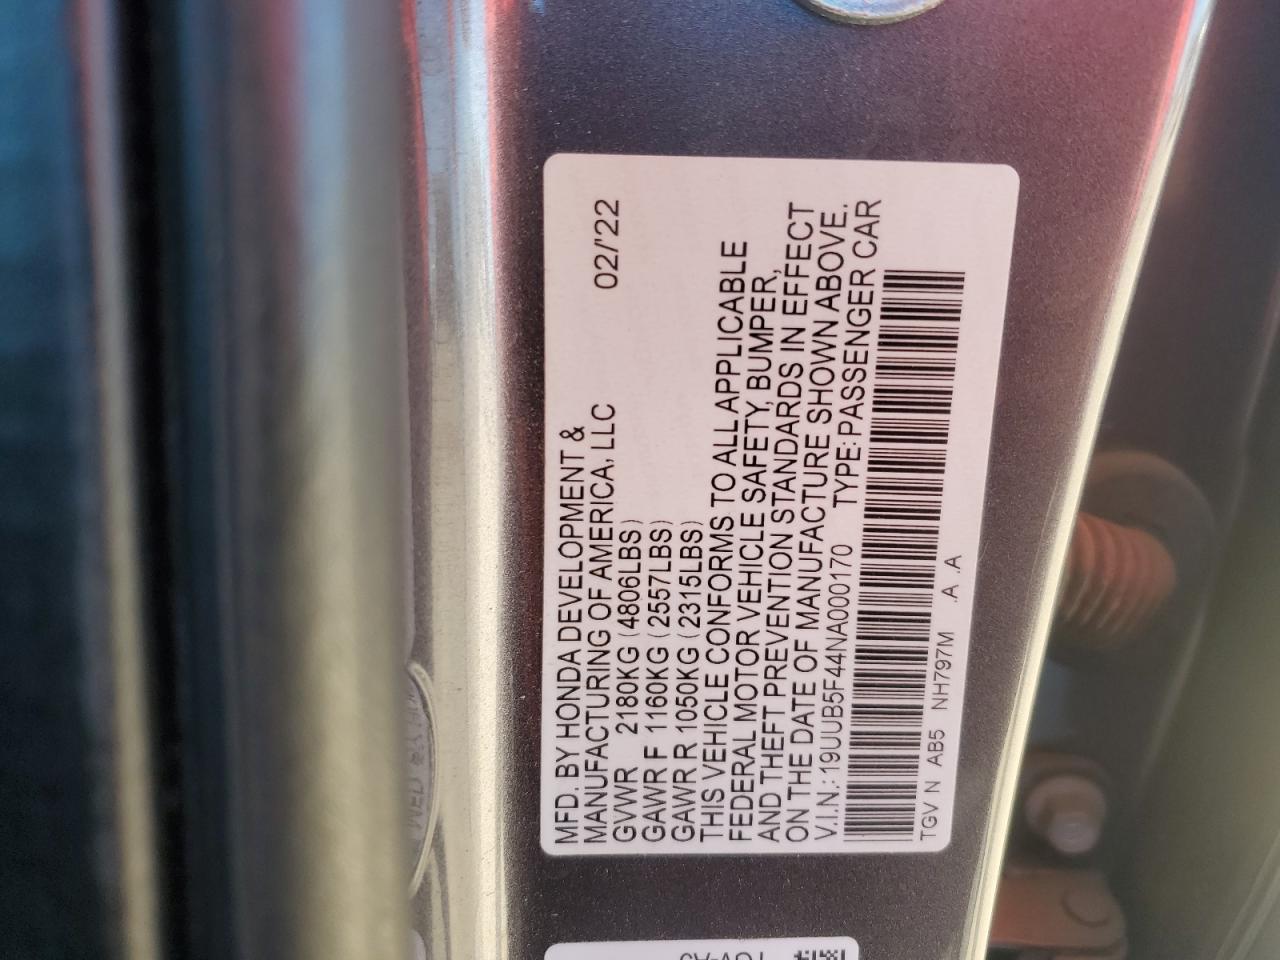 MFD. BY HONDA DEVELOPMENT &
MANUFACTURING OF AMERICA, LLC 02/'22
GVWR 2180KG (4806LBS)
GAWR F 1160KG (2557LBS)
GAWR R 1050KG (2315LBS)
THIS VEHICLE CONFORMS TO ALL APPLICABLE
FEDERAL MOTOR VEHICLE SAFETY, BUMPER,
AND THEFT PREVENTION STANDARDS IN EFFECT
ON THE DATE OF MANUFACTURE SHOWN ABOVE.
V.I.N.: 19UUB5F44NA000170 TYPE: PASSENGER CAR
TGV N AB5 NH797M .A .A